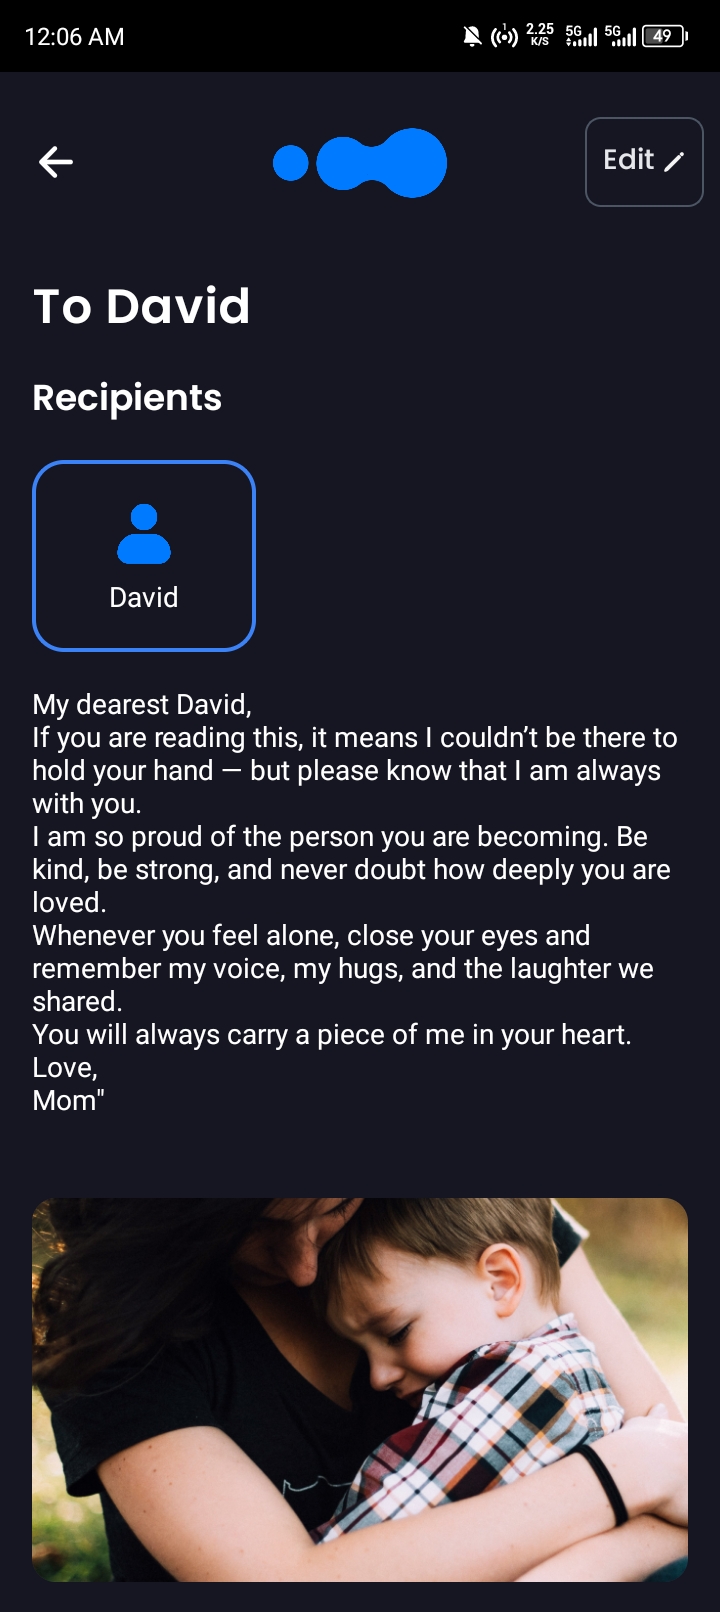 12:06 AM
1
2.25
K/S
5G
5G
49
Edit
To David
Recipients
David
My dearest David,
If you are reading this, it means I couldn’t be there to
hold your hand — but please know that I am always
with you.
I am so proud of the person you are becoming. Be
kind, be strong, and never doubt how deeply you are
loved.
Whenever you feel alone, close your eyes and
remember my voice, my hugs, and the laughter we
shared.
You will always carry a piece of me in your heart.
Love,
Mom"